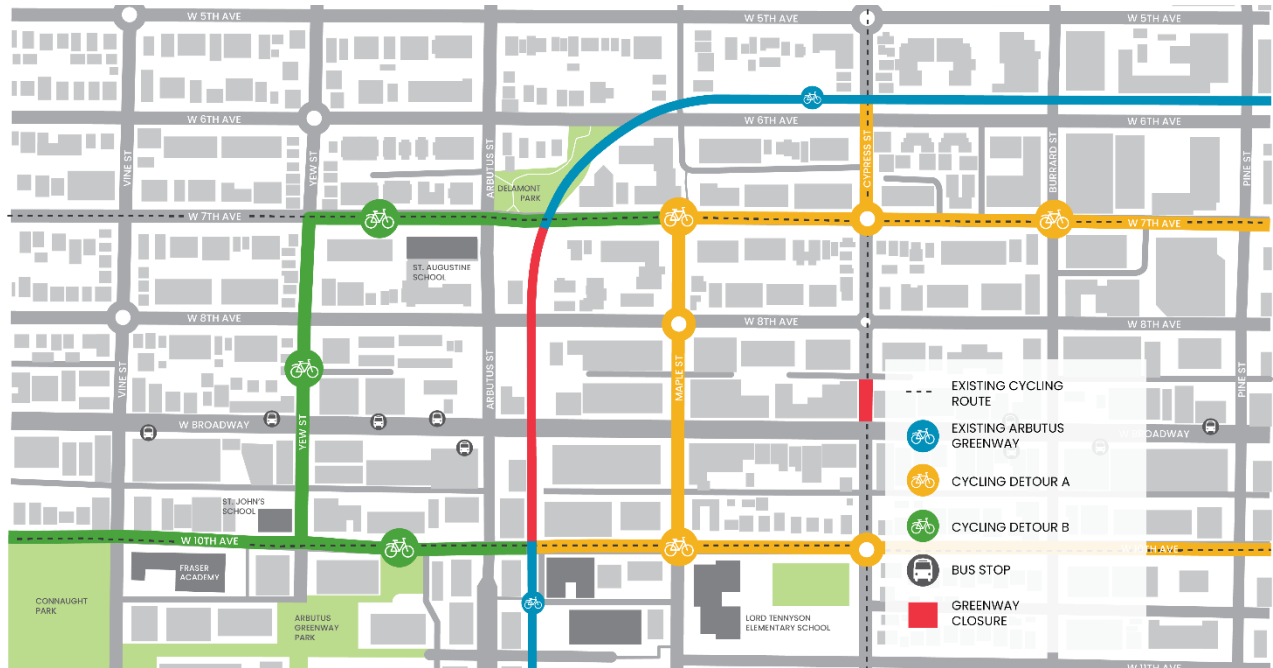 W 5TH AVE
W 5TH AVE
W 5TH AVE
W 6TH AVE
W 6TH AVE
W 6TH AVE
VINE ST
YEW ST
ARBUTUS ST
CYPRESS ST
BURRARD ST
PINE ST
DELAMONT
PARK
W 7TH AVE
W 7TH AVE
ST. AUGUSTINE
SCHOOL
W 8TH AVE
W 8TH AVE
W 8TH AVE
VINE ST
ARBUTUS ST
MAPLE ST
PINE ST
YEW ST
W BROADWAY
W BROADWAY
EXISTING CYCLING
ROUTE
EXISTING ARBUTUS
GREENWAY
CYCLING DETOUR A
CYCLING DETOUR B
BUS STOP
GREENWAY
CLOSURE
ST. JOHN'S
SCHOOL
W 10TH AVE
W 10TH AVE
FRASER
ACADEMY
CONNAUGHT
PARK
ARBUTUS
GREENWAY
PARK
LORD TENNYSON
ELEMENTARY SCHOOL
W 11TH AVE